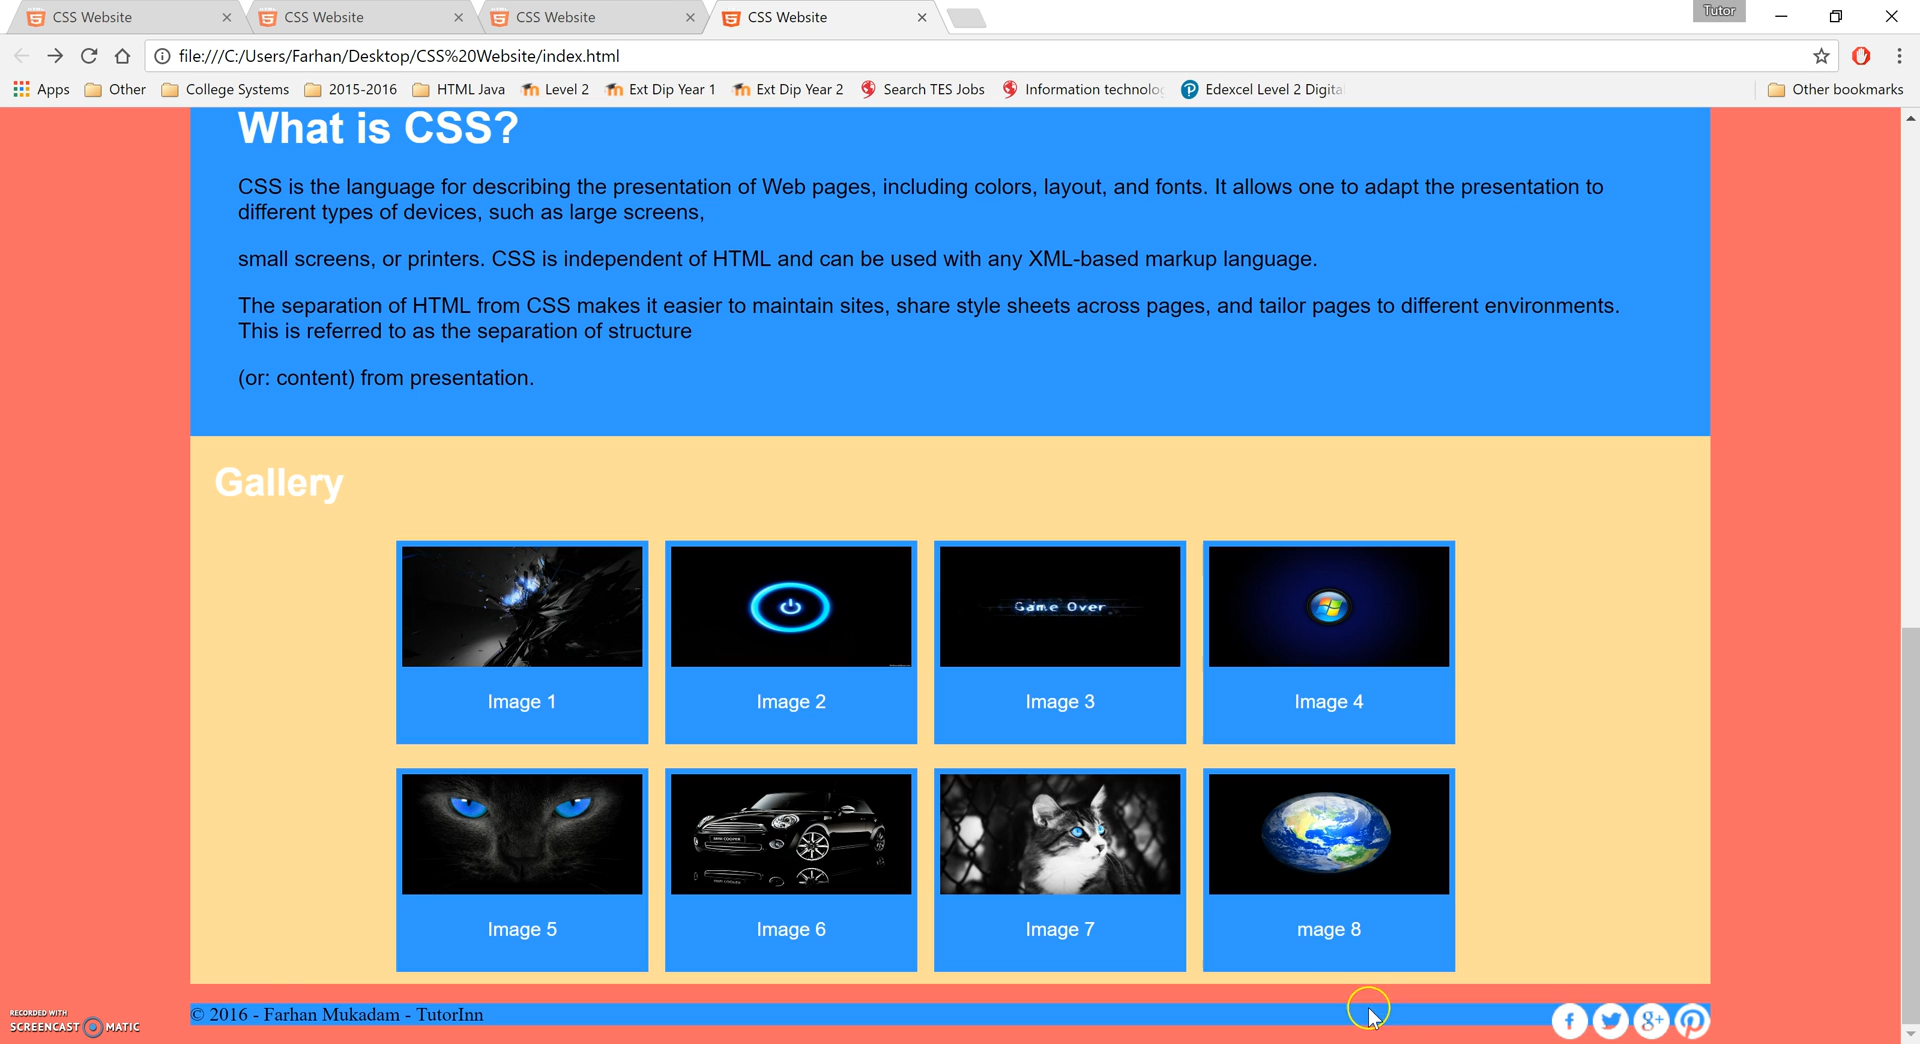 CSS Website
CSS Website
CSS Website
CSS Website
Tutor
file:///C:/Users/Farhan/Desktop/CSS%20Website/index.html
Apps Other College Systems 2015-2016 HTML Java Level 2 Ext Dip Year 1 Ext Dip Year 2 Search TES Jobs Information technolo Edexcel Level 2 Digita Other bookmarks
What is CSS?
CSS is the language for describing the presentation of Web pages, including colors, layout, and fonts. It allows one to adapt the presentation to
different types of devices, such as large screens,
small screens, or printers. CSS is independent of HTML and can be used with any XML-based markup language.
The separation of HTML from CSS makes it easier to maintain sites, share style sheets across pages, and tailor pages to different environments.
This is referred to as the separation of structure
(or: content) from presentation.
Gallery
Game Over
Image 1 Image 2 Image 3 Image 4
MINI COOPER
Image 5 Image 6 Image 7 mage 8
© 2016 - Farhan Mukadam - TutorInn
RECORDED WITH
SCREENCAST MATIC